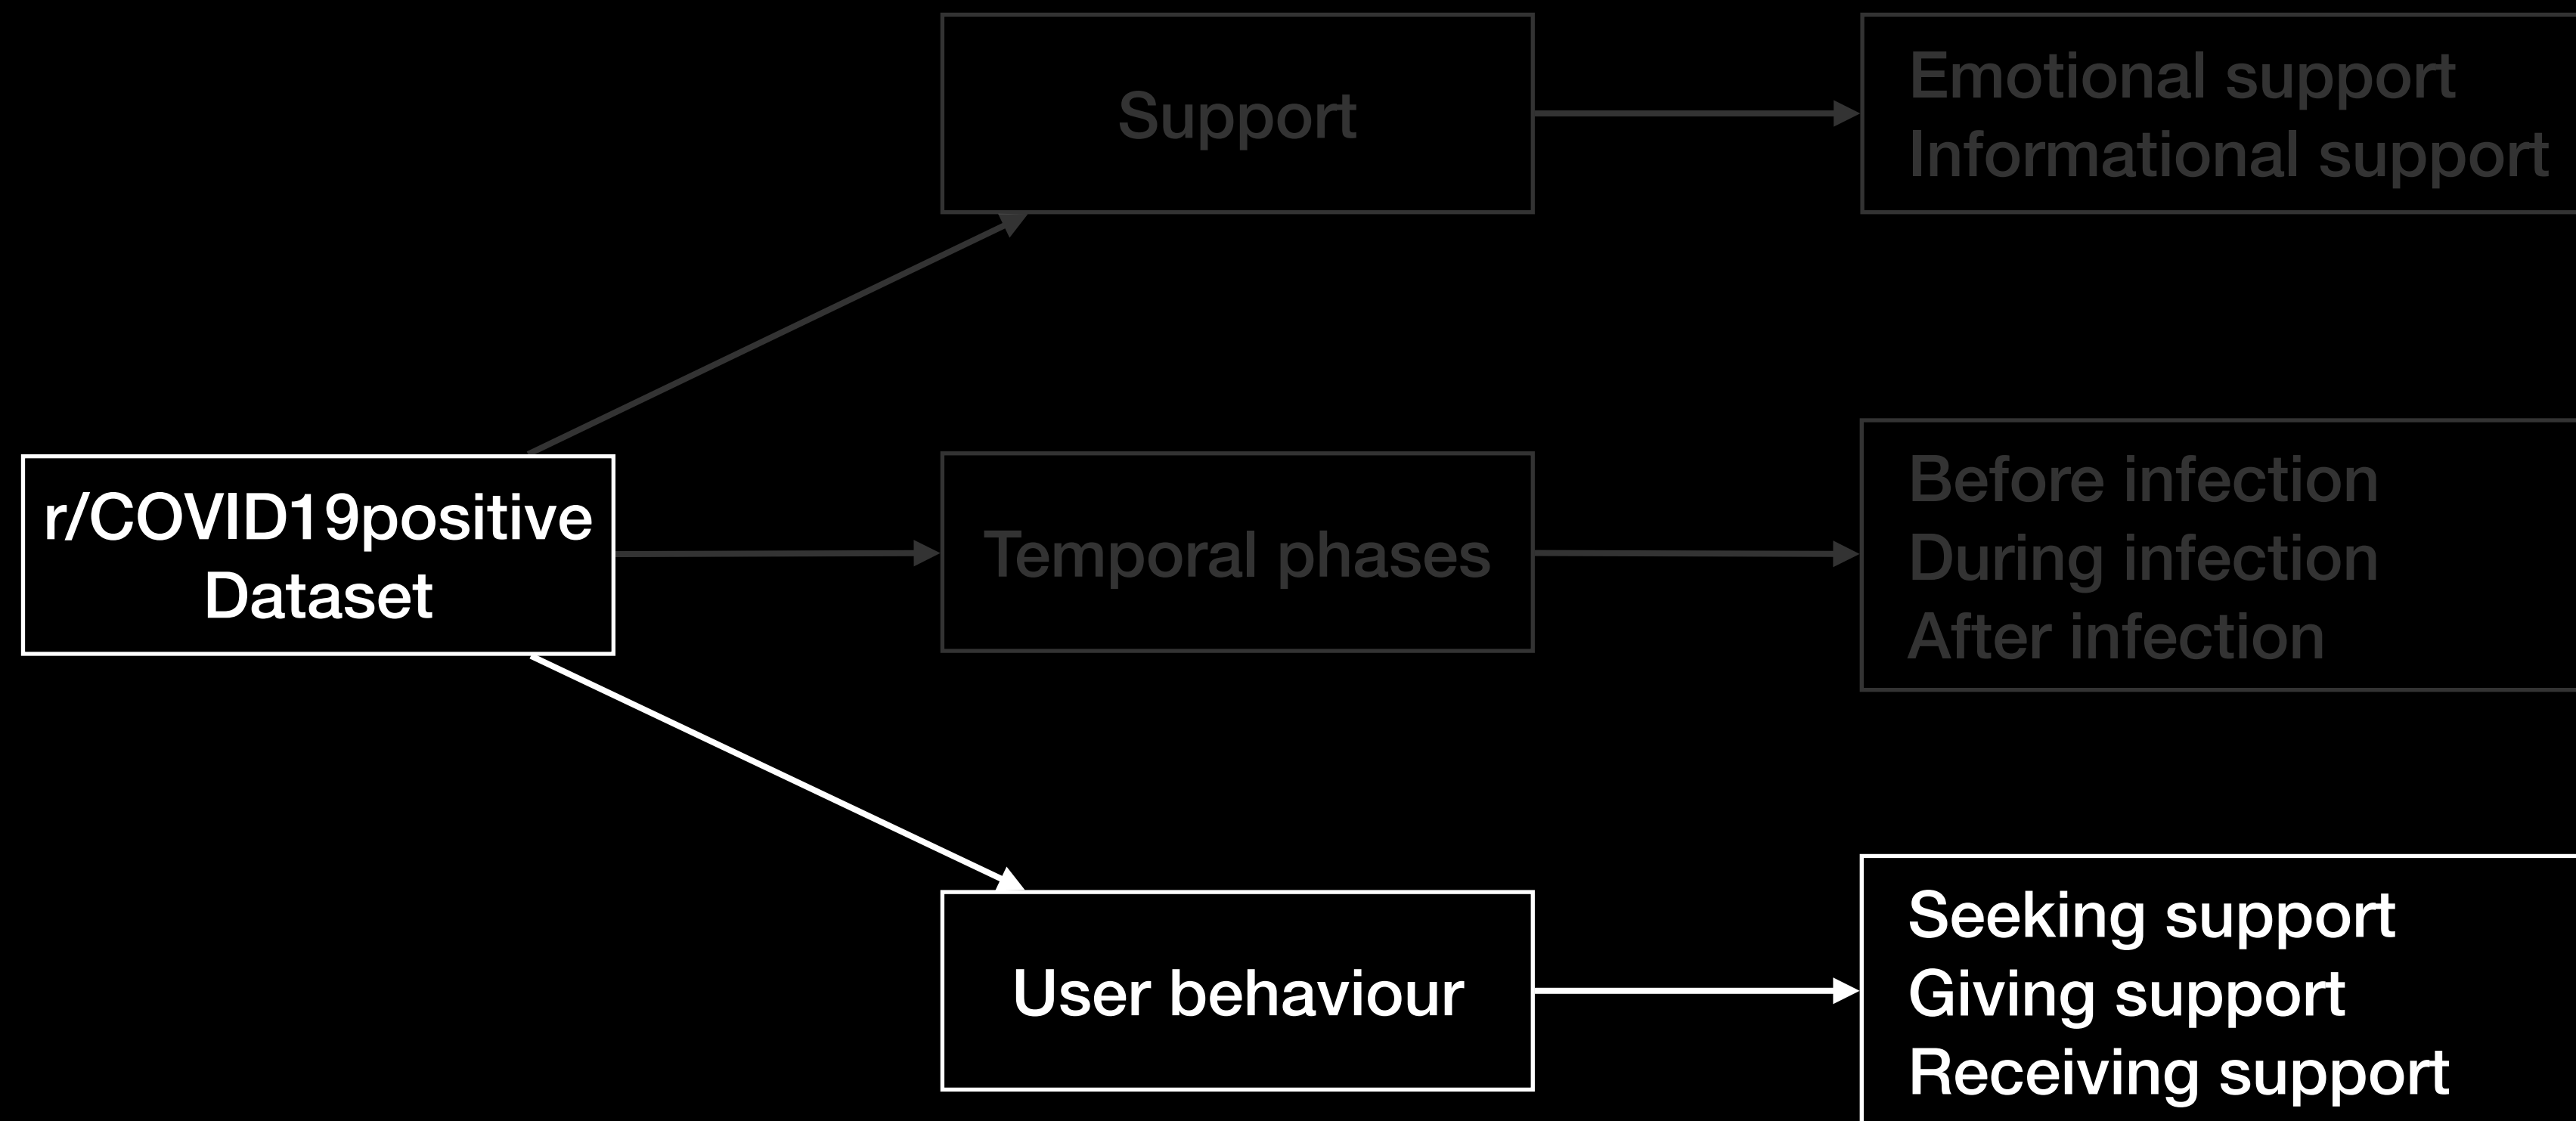 Support
Emotional support
Informational support
r/COVID19positive
Dataset
Temporal phases
Before infection
During infection
After infection
User behaviour
Seeking support
Giving support
Receiving support